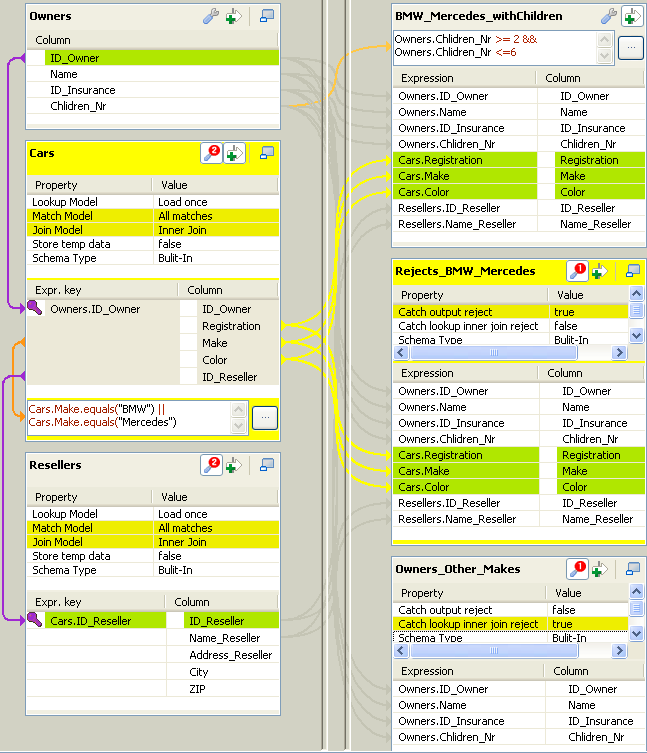 Owners
Column
ID_Owner
Name
ID_Insurance
Chlidren_Nr
Cars
2
Property Value
Lookup Model Load once
Match Model All matches
Join Model Inner Join
Store temp data false
Schema Type Bulit-In
Expr. key Column
Owners.ID_Owner ID_Owner
Registration
Make
Color
ID_Reseller
Cars.Make.equals("BMW") ||
Cars.Make.equals("Mercedes")
...
Resellers
2
Property Value
Lookup Model Load once
Match Model All matches
Join Model Inner Join
Store temp data false
Schema Type Bulit-In
Expr. key Column
Cars.ID_Reseller ID_Reseller
Name_Reseller
Address_Reseller
City
ZIP
BMW_Mercedes_withChildren
Owners.Chlidren_Nr >= 2 &&
Owners.Chlidren_Nr <=6
...
Expression Column
Owners.ID_Owner ID_Owner
Owners.Name Name
Owners.ID_Insurance ID_Insurance
Owners.Chlidren_Nr Chlidren_Nr
Cars.Registration Registration
Cars.Make Make
Cars.Color Color
Resellers.ID_Reseller ID_Reseller
Resellers.Name_Reseller Name_Reseller
Rejects_BMW_Mercedes
1
Property Value
Catch output reject true
Catch lookup inner join reject false
Schema Type Bulit-In
Expression Column
Owners.ID_Owner ID_Owner
Owners.Name Name
Owners.ID_Insurance ID_Insurance
Owners.Chlidren_Nr Chlidren_Nr
Cars.Registration Registration
Cars.Make Make
Cars.Color Color
Resellers.ID_Reseller ID_Reseller
Resellers.Name_Reseller Name_Reseller
Owners_Other_Makes
1
Property Value
Catch output reject false
Catch lookup inner join reject true
Schema Type Bulit-In
Expression Column
Owners.ID_Owner ID_Owner
Owners.Name Name
Owners.ID_Insurance ID_Insurance
Owners.Chlidren_Nr Chlidren_Nr